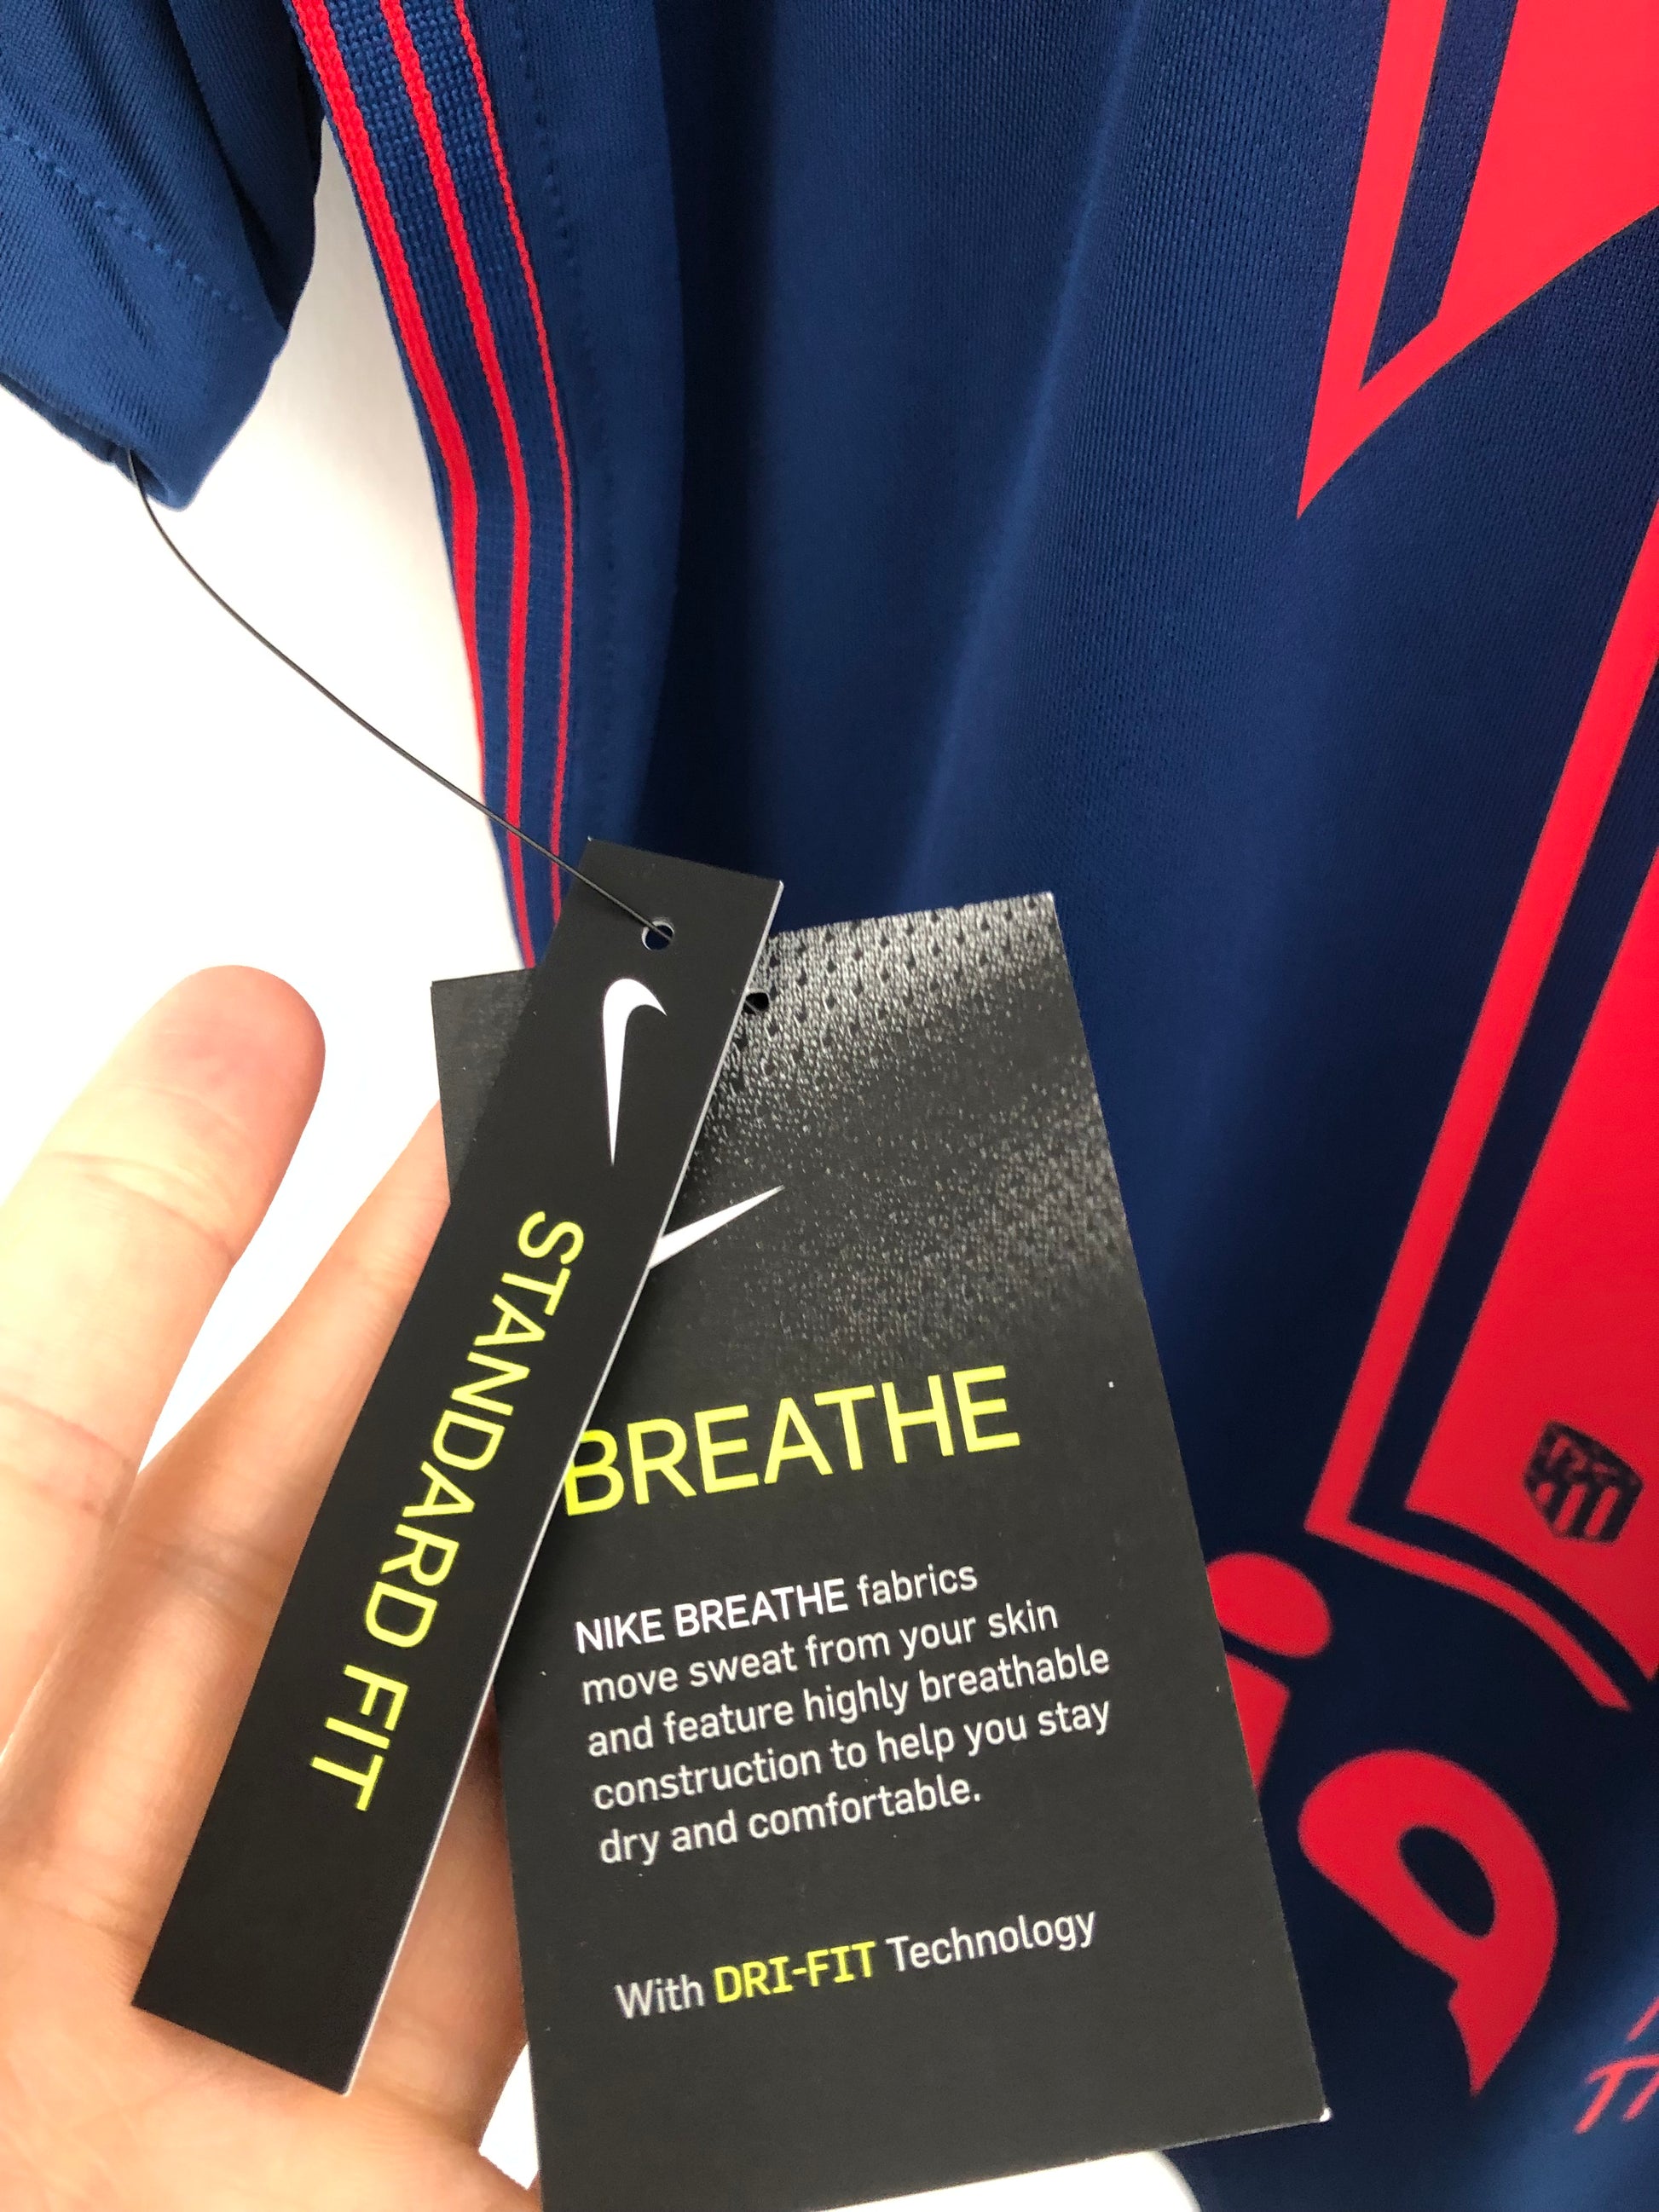 STANDARD FIT
BREATHE
NIKE BREATHE fabrics
move sweat from your skin
and feature highly breathable
construction to help you stay
dry and comfortable.
With DRI-FIT Technology